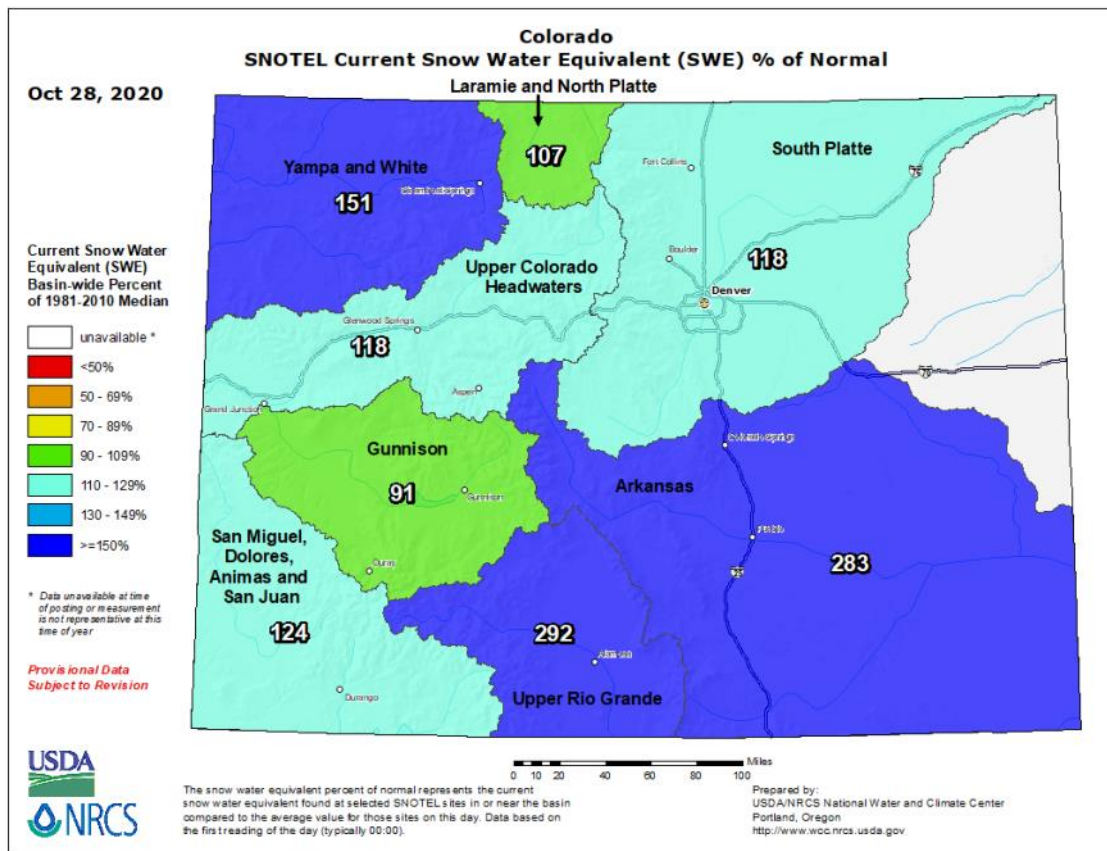 Colorado
SNOTEL Current Snow Water Equivalent (SWE) % of Normal
Oct 28, 2020
Laramie and North Platte
107
Yampa and White
151
South Platte
Fort Collins
76
Boulder
118
Denver
Upper Colorado
Headwaters
Glenwood Springs
118
Aspen
Grand Junction
70
Current Snow Water
Equivalent (SWE)
Basin-wide Percent
of 1981-2010 Median
unavailable *
<50%
50 - 69%
70 - 89%
90 - 109%
110 - 129%
130 - 149%
>=150%
Gunnison
91
Gunnison
Ouray
Colorado Springs
Arkansas
283
25
San Miguel,
Dolores,
Animas and
San Juan
124
Durango
292
Upper Rio Grande
* Data unavailable at time
of posting or measurement
is not representative at this
time of year
Provisional Data
Subject to Revision
USDA
NRCS
0 10 20 40 60 80 100
Miles
The snow water equivalent percent of normal represents the current
snow water equivalent found at selected SNOTEL sites in or near the basin
compared to the average value for those sites on this day. Data based on
the first reading of the day (typically 00:00).
Prepared by:
USDA/NRCS National Water and Climate Center
Portland, Oregon
http://www.wcc.nrcs.usda.gov